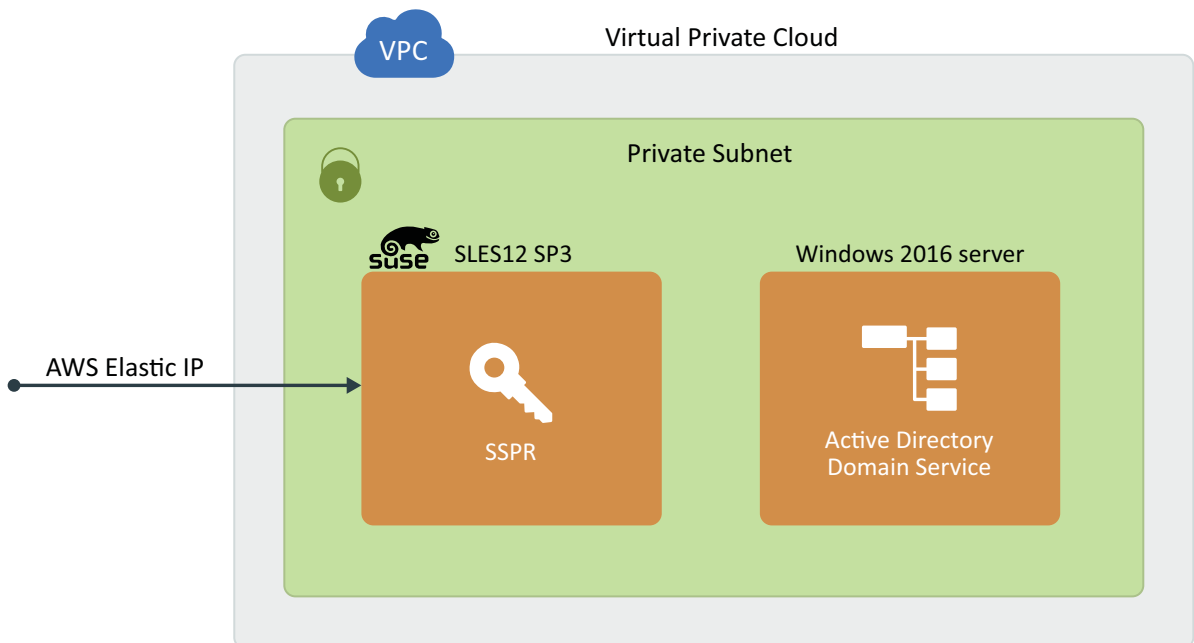 VPC
Virtual Private Cloud
Private Subnet
suse
SLES12 SP3
Windows 2016 server
AWS Elastic IP
SSPR
Active Directory
Domain Service